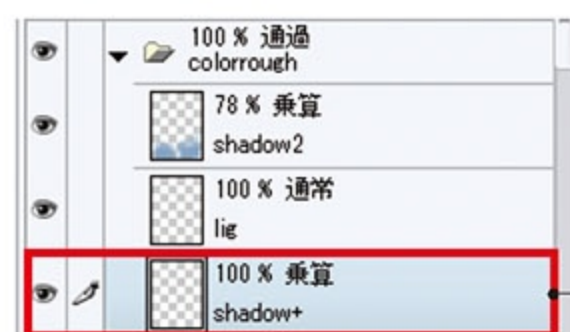 100 % 通過
colorrough
78 % 乗算
shadow2
100 % 通常
lig
100 % 乗算
shadow+